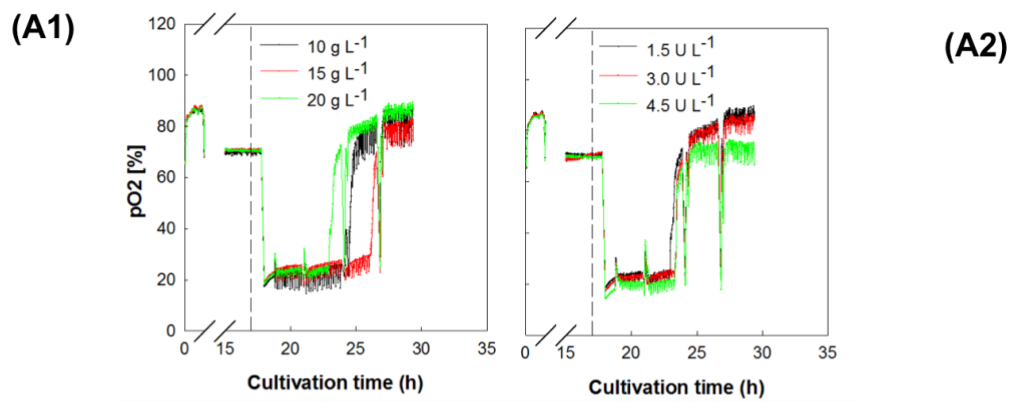 (A1)
120
100
80
60
40
20
0
pO2 [%]
10 g L-1
15 g L-1
20 g L-1
0 15 20 25 30 35
Cultivation time (h)
1.5 U L-1
3.0 U L-1
4.5 U L-1
0 15 20 25 30 35
Cultivation time (h)
(A2)